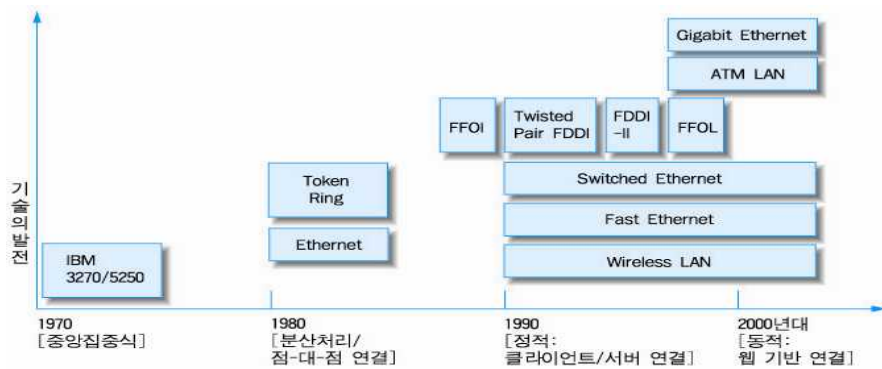 Gigabit Ethernet
ATM LAN
FFOI
Twisted
Pair FDDI
FDDI
-II
FFOL
Token
Ring
Switched Ethernet
Ethernet
Fast Ethernet
IBM
3270/5250
Wireless LAN
기술의발전
1970
[중앙집중식]
1980
[분산처리/
점-대-점 연결]
1990
[정적:
클라이언트/서버 연결]
2000년대
[동적:
웹 기반 연결]